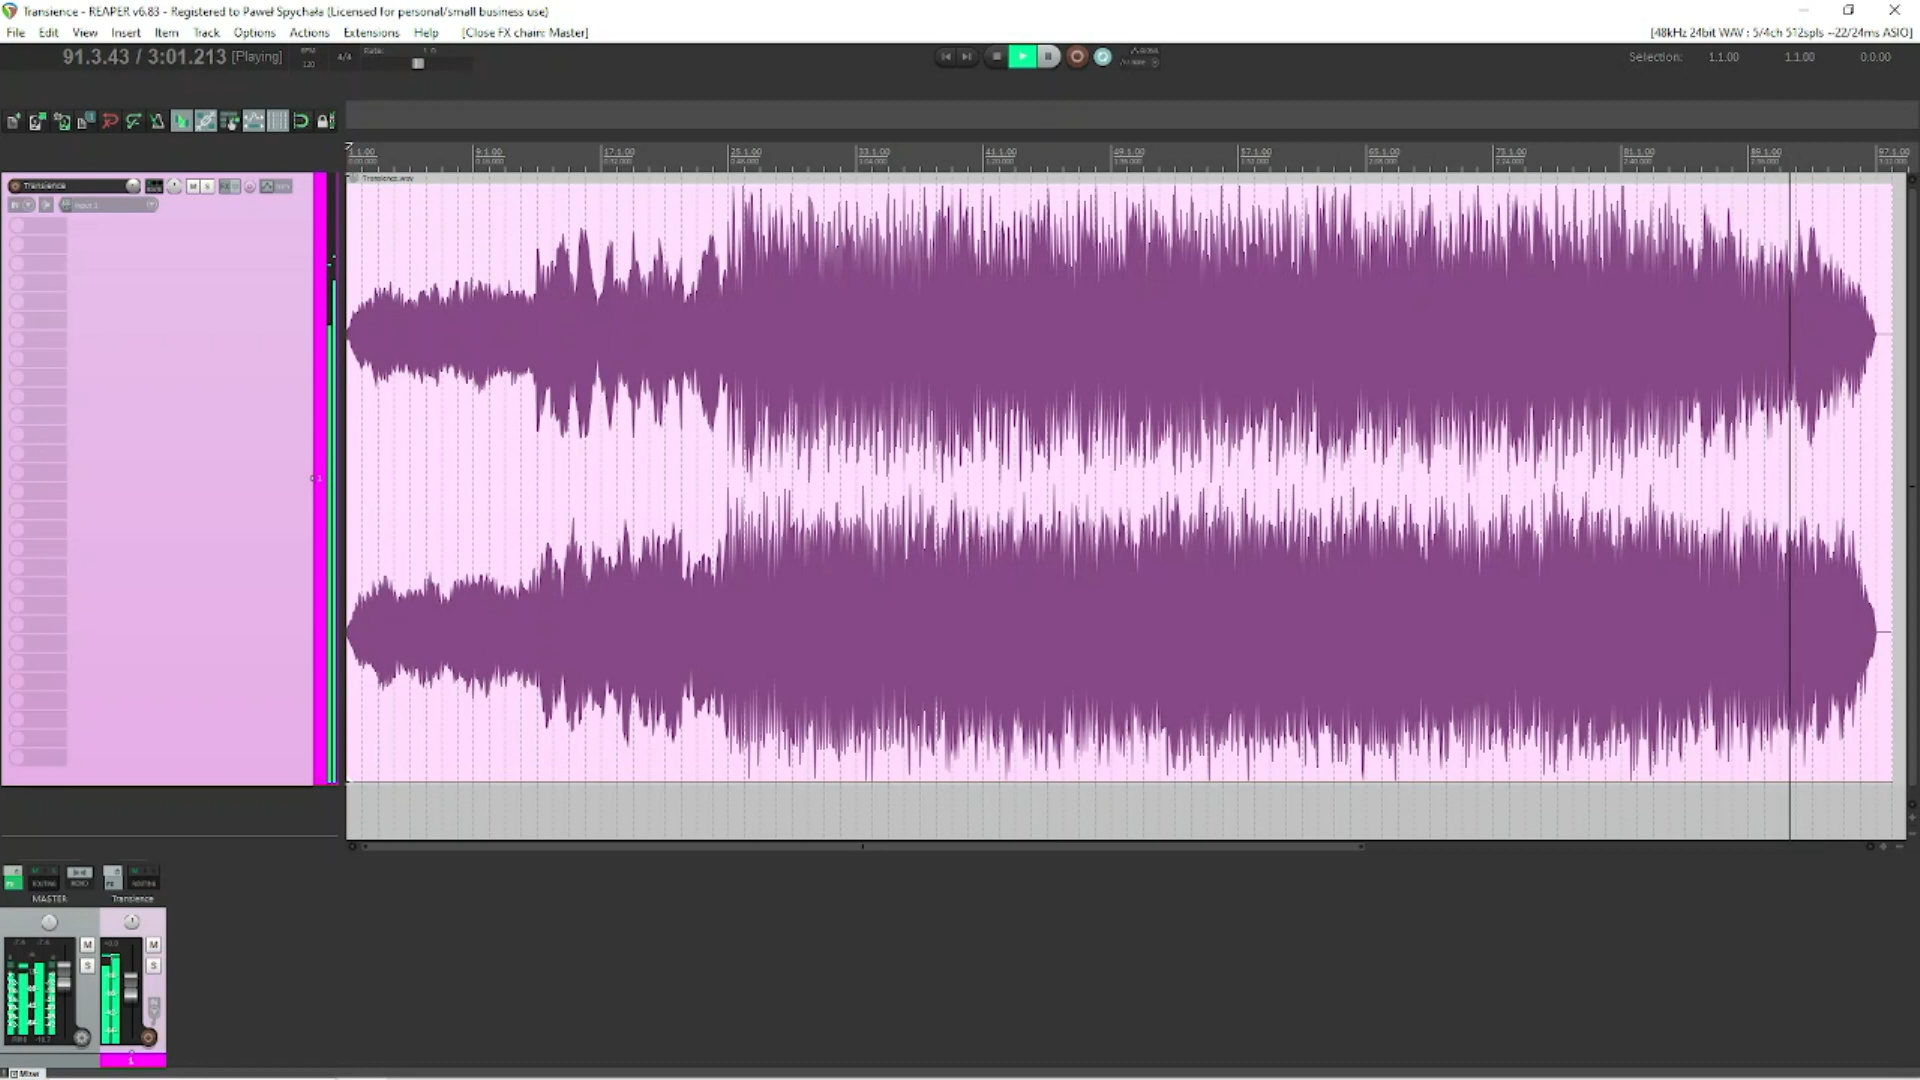 Transience - REAPER v6.83 - Registered to Paweł Spychała (Licensed for personal/small business use)
File Edit View Insert Item Track Options Actions Extensions Help [Close FX chain: Master] [48kHz 24bit WAV : 5/4ch 512spls ~22/24ms ASIO]
91.3.43 / 3:01.213 [Playing] BPM 120 4/4 Rate: 1.0 Selection: 1.1.00 1.1.00 0:0.00
1.1.00 9.1.00 17.1.00 25.1.00 33.1.00 41.1.00 49.1.00 57.1.00 65.1.00 73.1.00 81.1.00 89.1.00 97.1.00
0:00.000 0:16.000 0:32.000 0:48.000 1:04.000 1:20.000 1:36.000 1:52.000 2:08.000 2:24.000 2:40.000 2:56.000 3:12.000
Transience M S
Transience.wav
Input 1
1
FX ROUTING MONO FX ROUTING
MASTER Transience
M M
S S
1
Mixer